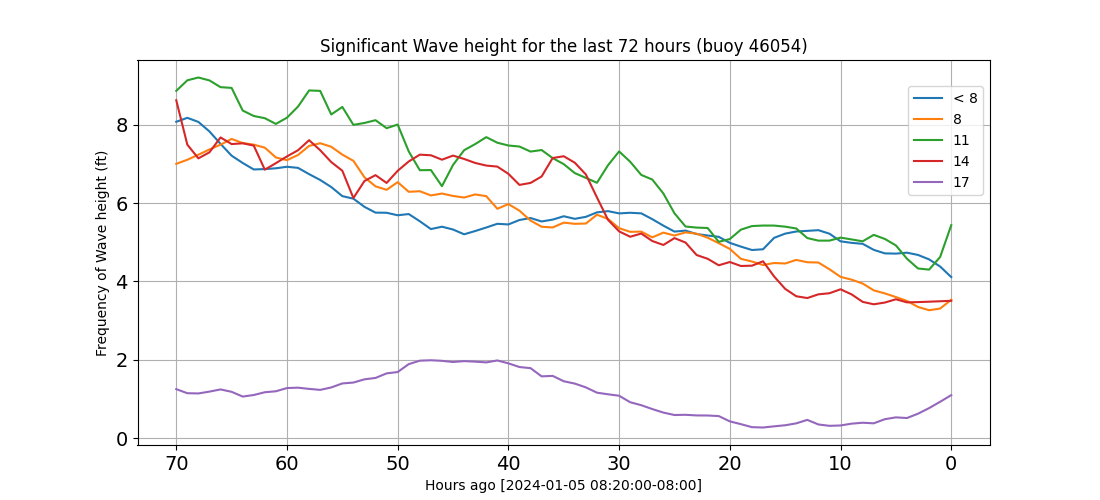 Significant Wave height for the last 72 hours (buoy 46054)
< 8
8
11
14
17
Frequency of Wave height (ft)
8
6
4
2
0
70 60 50 40 30 20 10 0
Hours ago [2024-01-05 08:20:00-08:00]